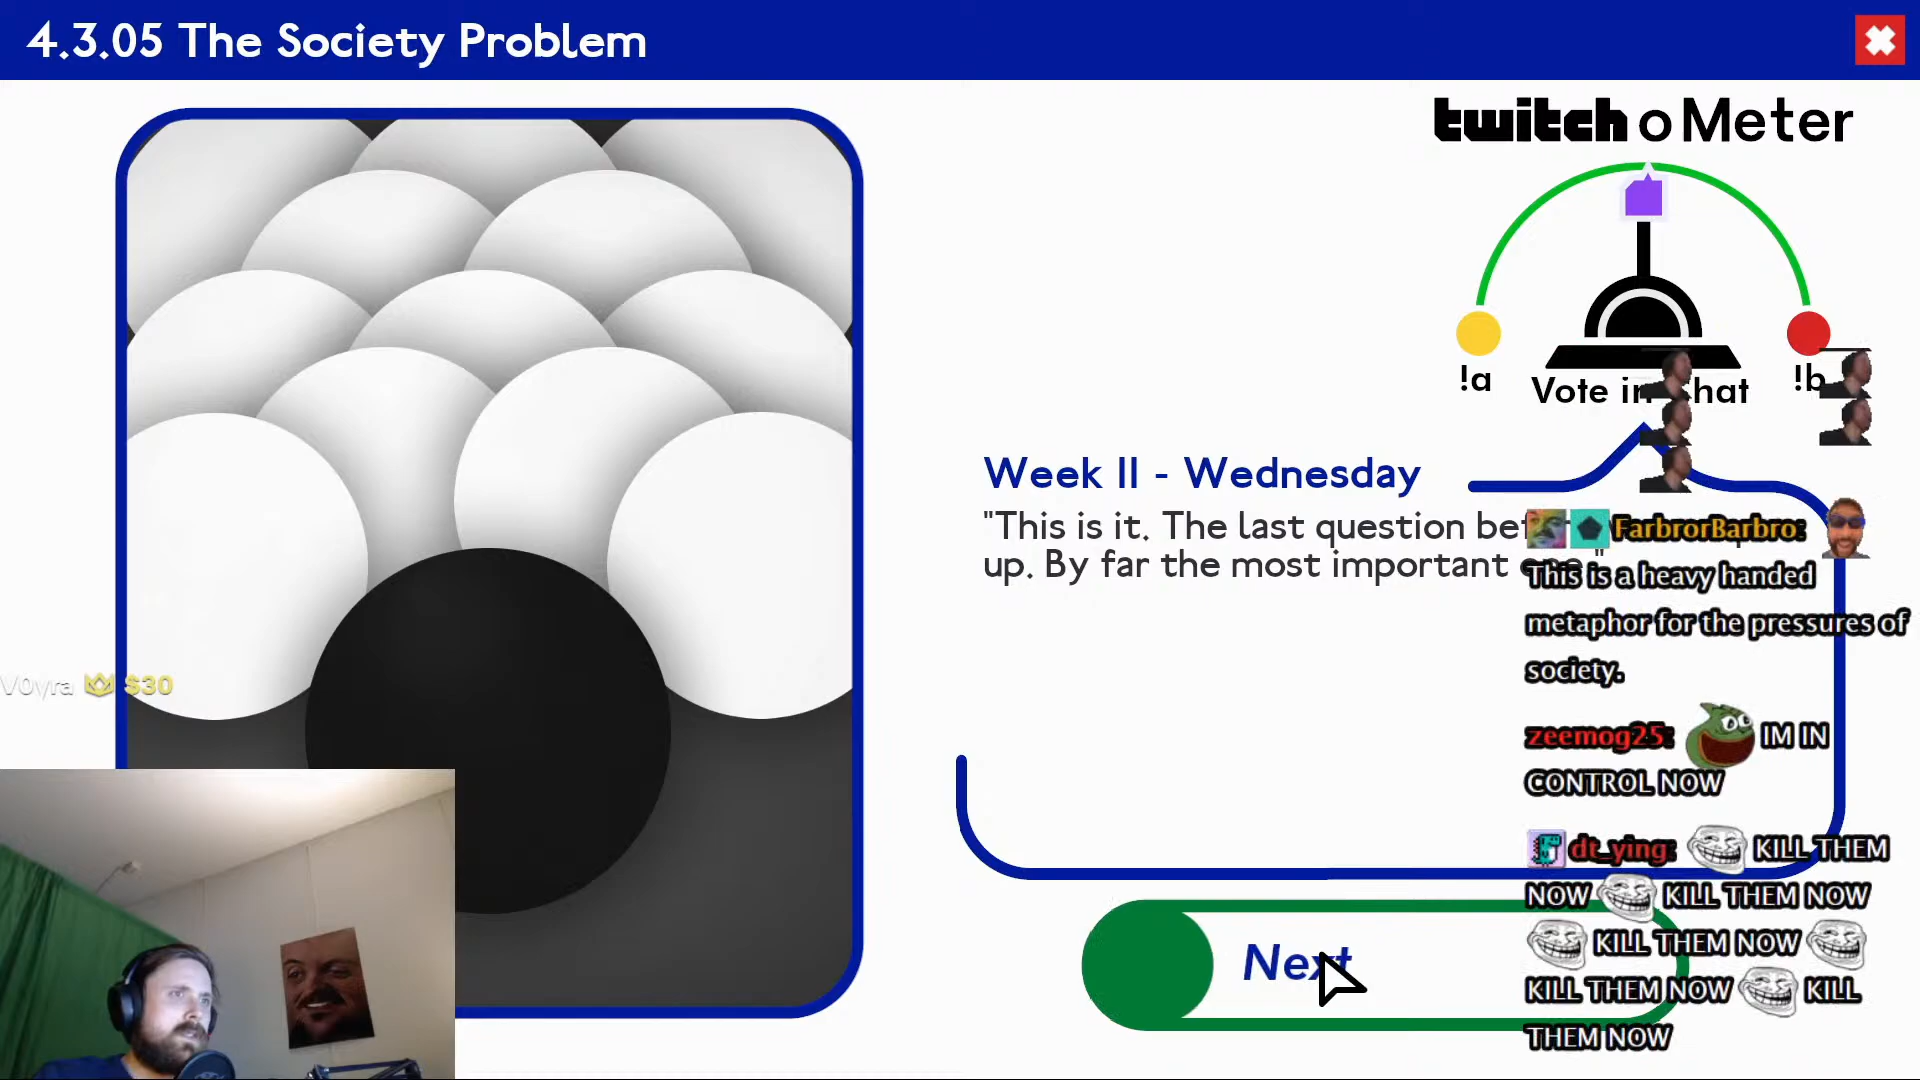 4.3.05 The Society Problem
twitch o Meter
!a
Vote in chat
!b
Week II - Wednesday
"This is it. The last question
up. By far the most important
FarbrorBarbro:
This is a heavy handed
metaphor for the pressures of
society.
zeemog25: IM IN
CONTROL NOW
dt_ying: KILL THEM
NOW KILL THEM NOW
KILL THEM NOW
KILL THEM NOW KILL
THEM NOW
V0yra $30
Next